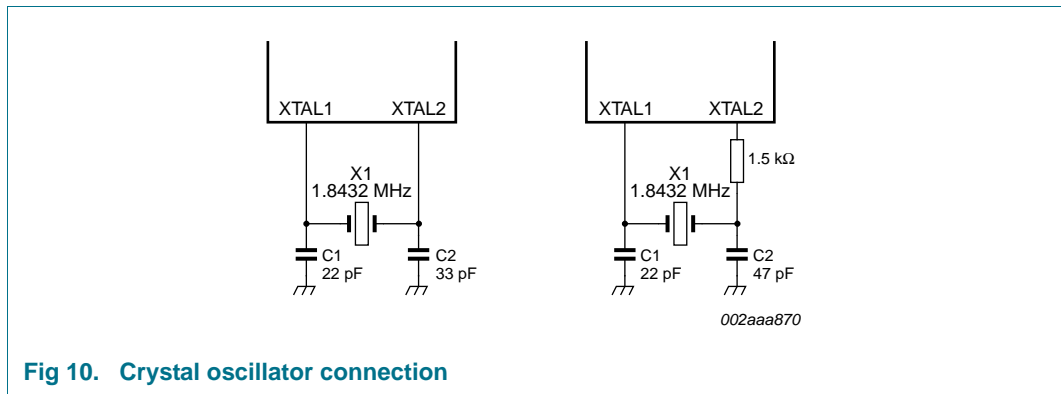 XTAL1 XTAL2
X1
1.8432 MHz
C1
22 pF
C2
33 pF
XTAL1 XTAL2
1.5 kΩ
X1
1.8432 MHz
C1
22 pF
C2
47 pF
002aaa870
Fig 10. Crystal oscillator connection